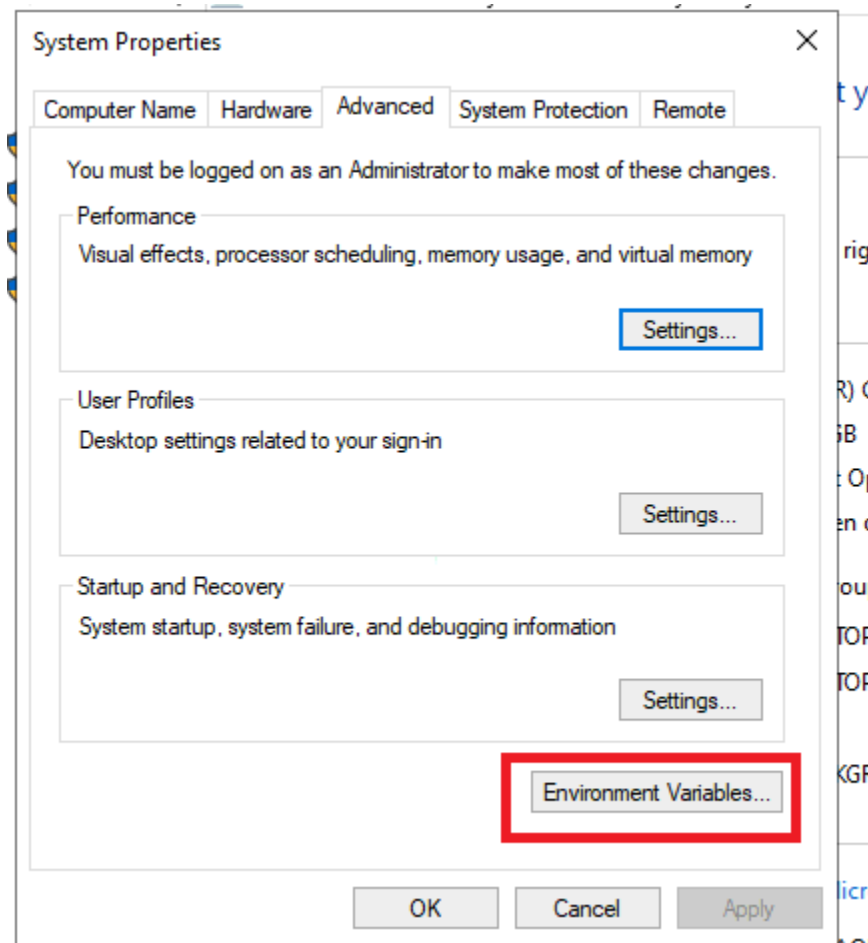 System Properties
Computer Name Hardware Advanced System Protection Remote
You must be logged on as an Administrator to make most of these changes.
Performance
Visual effects, processor scheduling, memory usage, and virtual memory
Settings...
User Profiles
Desktop settings related to your sign-in
Settings...
Startup and Recovery
System startup, system failure, and debugging information
Settings...
Environment Variables...
OK Cancel Apply